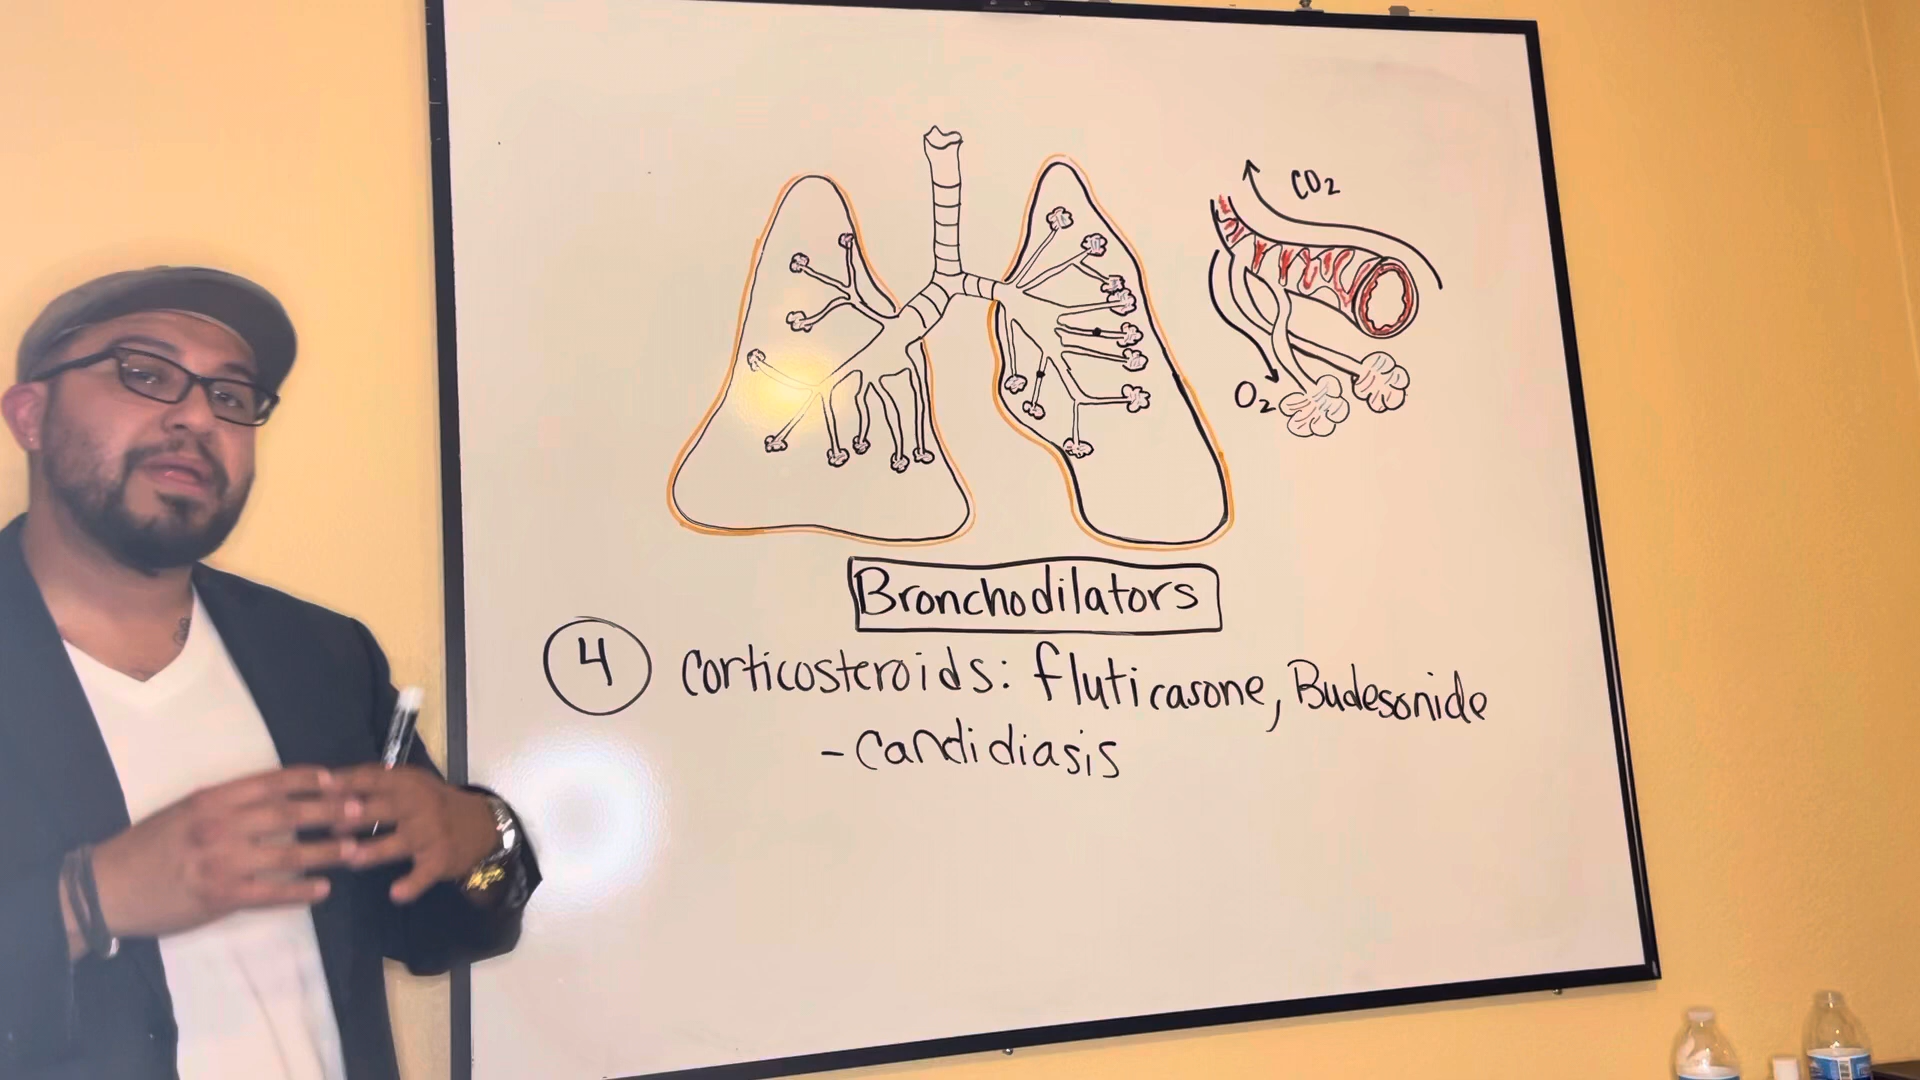 CO2
O2
Bronchodilators
4 Corticosteroids: fluticasone, Budesonide
- Candidiasis